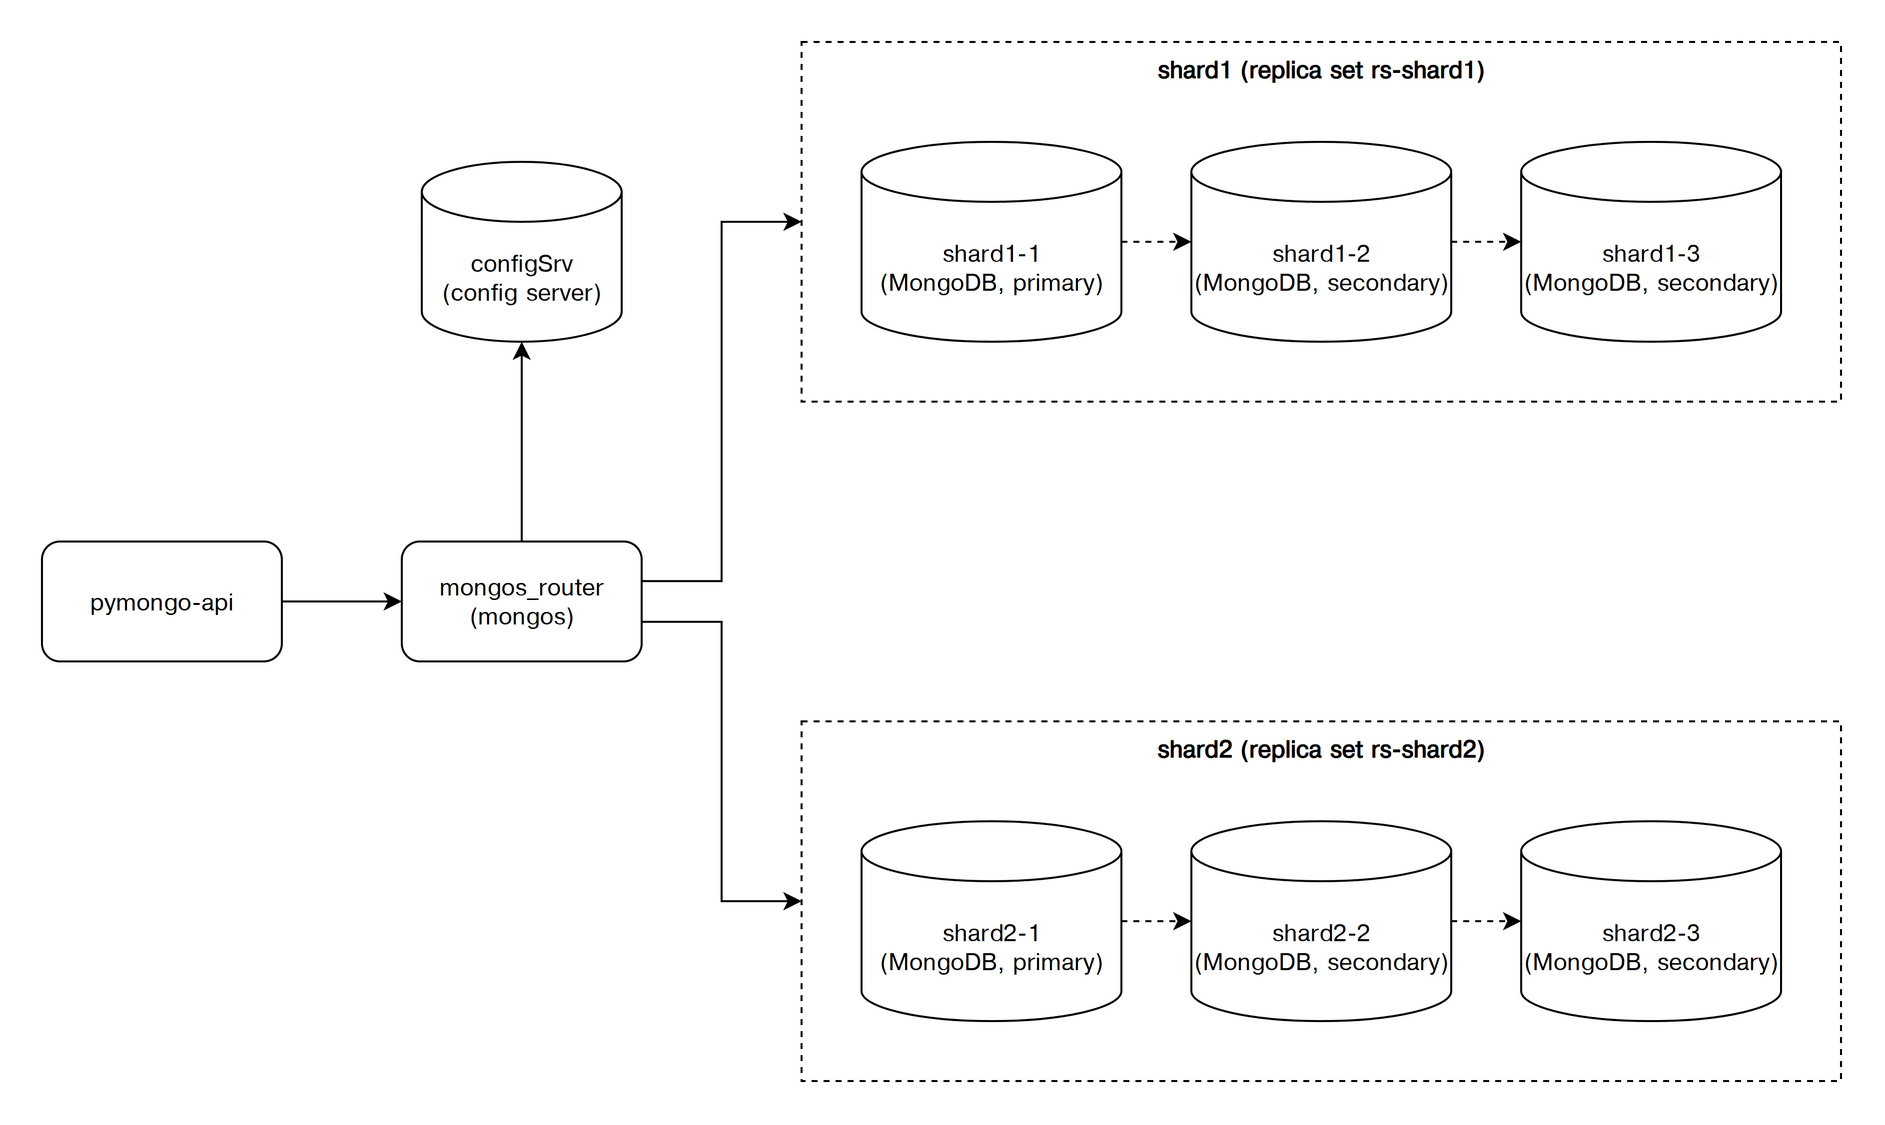 shard1 (replica set rs-shard1)
shard1-1
(MongoDB, primary)
shard1-2
(MongoDB, secondary)
shard1-3
(MongoDB, secondary)
configSrv
(config server)
pymongo-api
mongos_router
(mongos)
shard2 (replica set rs-shard2)
shard2-1
(MongoDB, primary)
shard2-2
(MongoDB, secondary)
shard2-3
(MongoDB, secondary)